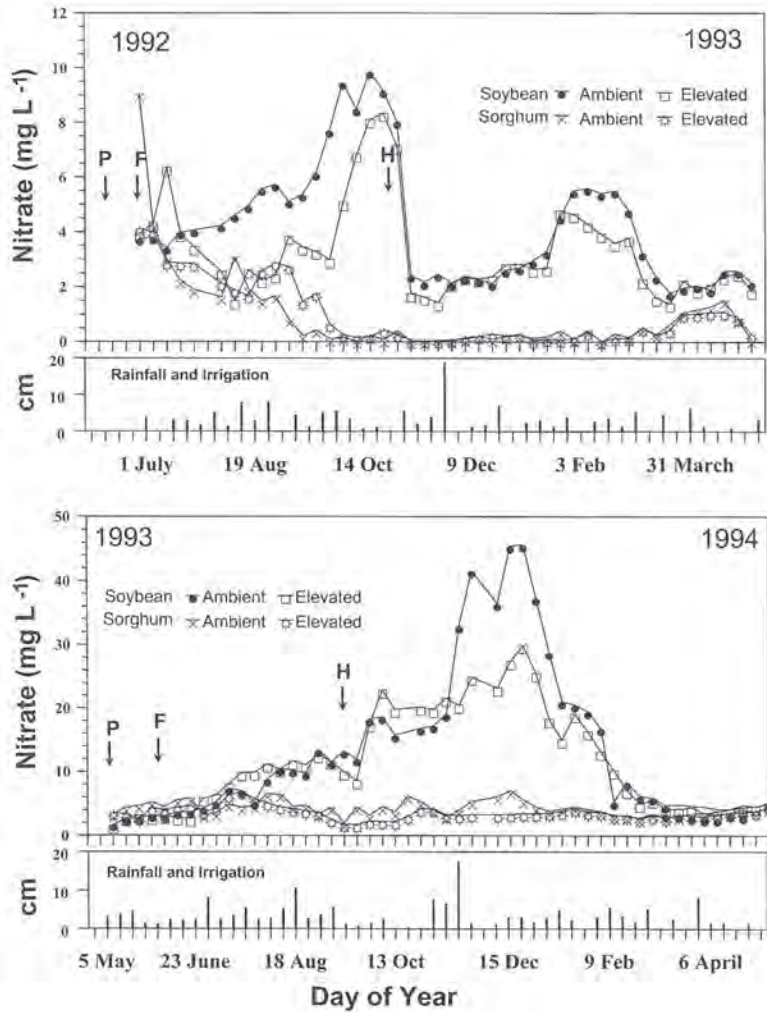 12
1992
1993
10
Soybean Ambient Elevated
Sorghum Ambient Elevated
8
P F
6
H
4
2
0
Nitrate (mg L -1)
20
Rainfall and Irrigation
10
0
cm
1 July 19 Aug 14 Oct 9 Dec 3 Feb 31 March
50
1993
1994
40
Soybean Ambient Elevated
Sorghum Ambient Elevated
30
H
20
P F
10
0
Nitrate (mg L -1)
20
Rainfall and Irrigation
10
0
cm
5 May 23 June 18 Aug 13 Oct 15 Dec 9 Feb 6 April
Day of Year